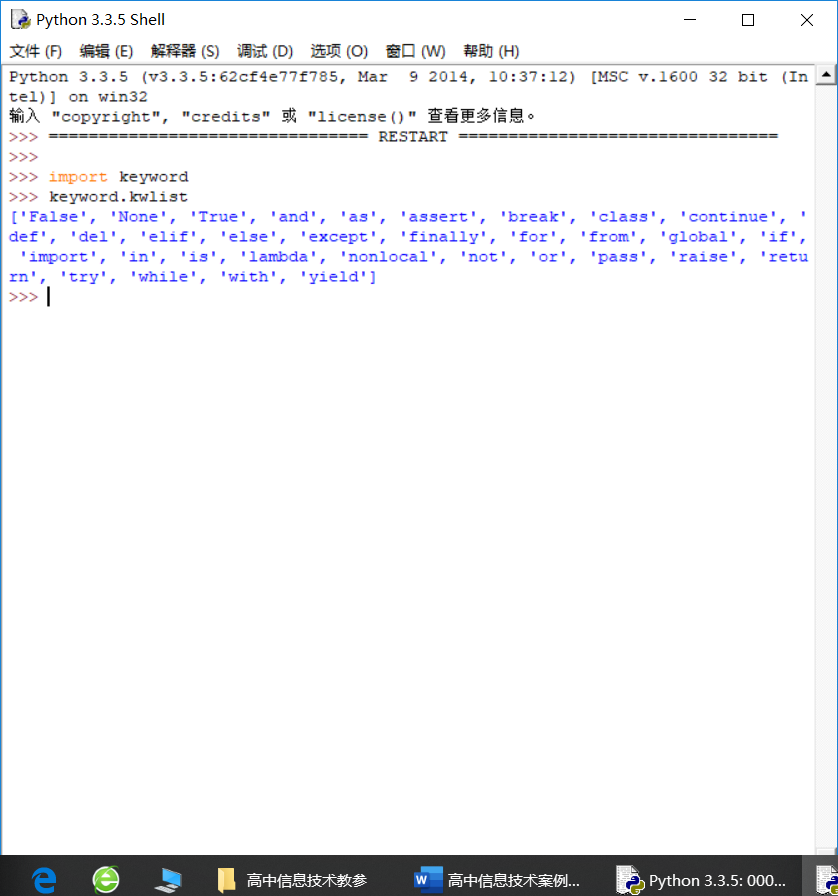 Python 3.3.5 Shell
文件 (F) 编辑 (E) 解释器 (S) 调试 (D) 选项 (O) 窗口 (W) 帮助 (H)
Python 3.3.5 (v3.3.5:62cf4e77f785, Mar  9 2014, 10:37:12) [MSC v.1600 32 bit (In
tel)] on win32
输入 "copyright", "credits" 或 "license()" 查看更多信息。
>>> ================================ RESTART ================================
>>>
>>> import keyword
>>> keyword.kwlist
['False', 'None', 'True', 'and', 'as', 'assert', 'break', 'class', 'continue', '
def', 'del', 'elif', 'else', 'except', 'finally', 'for', 'from', 'global', 'if',
 'import', 'in', 'is', 'lambda', 'nonlocal', 'not', 'or', 'pass', 'raise', 'retu
rn', 'try', 'while', 'with', 'yield']
>>>
高中信息技术教参 高中信息技术案例... Python 3.3.5: 000...